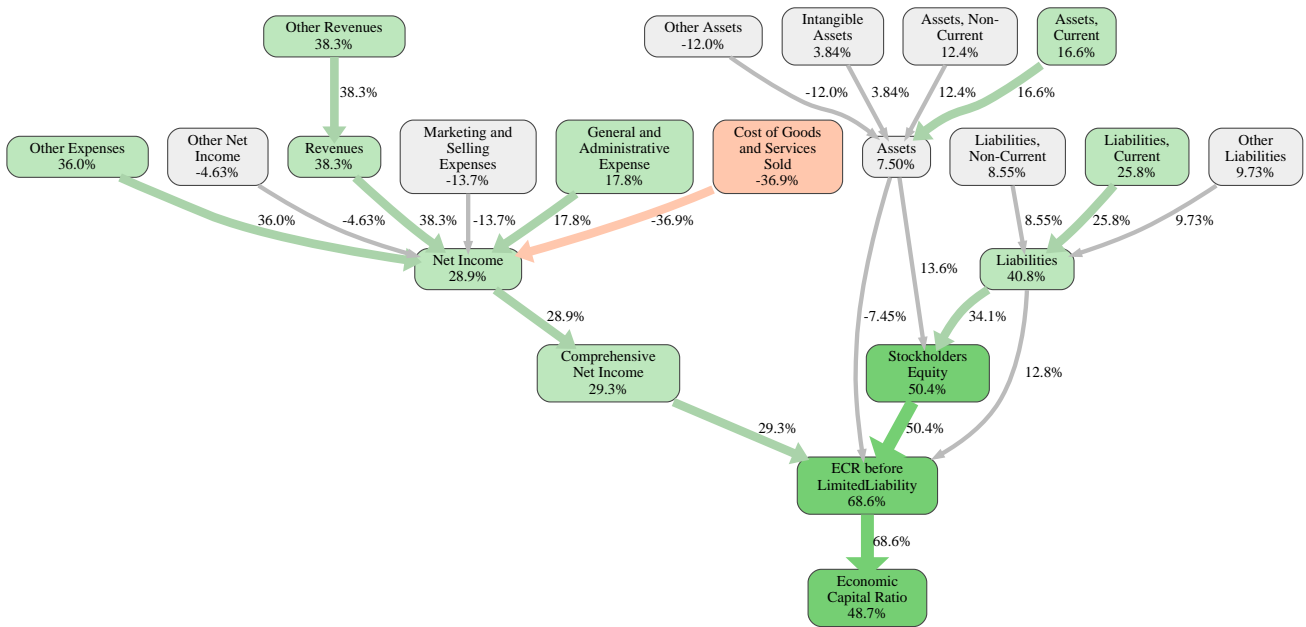 Other Revenues
38.3%
Other Assets
-12.0%
Intangible
Assets
3.84%
Assets, Non-
Current
12.4%
Assets,
Current
16.6%
38.3%
-12.0%
3.84%
12.4%
16.6%
Other Expenses
36.0%
Other Net
Income
-4.63%
Revenues
38.3%
Marketing and
Selling
Expenses
-13.7%
General and
Administrative
Expense
17.8%
Cost of Goods
and Services
Sold
-36.9%
Assets
7.50%
Liabilities,
Non-Current
8.55%
Liabilities,
Current
25.8%
Other
Liabilities
9.73%
36.0%
-4.63%
38.3%
-13.7%
17.8%
-36.9%
8.55%
25.8%
9.73%
Net Income
28.9%
13.6%
Liabilities
40.8%
28.9%
-7.45%
34.1%
Comprehensive
Net Income
29.3%
Stockholders
Equity
50.4%
12.8%
29.3%
50.4%
ECR before
LimitedLiability
68.6%
68.6%
Economic
Capital Ratio
48.7%